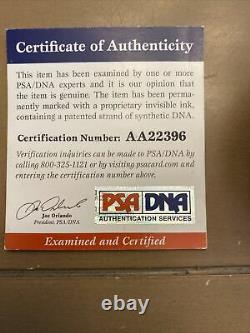 Certificate of Authenticity
This item has been examined by one or more
PSA/DNA experts and it is our opinion that
the item is genuine. The item has been perma-
nently marked with a proprietary invisible ink,
containing a patented strand of synthetic DNA.
Certification Number: AA22396
Verification inquiries can be made to PSA/DNA by
calling 800-325-1121 or by visiting psacard.com and
entering the certification number above.
Joe Orlando
President, PSA/DNA
PSA DNA
AUTHENTICATION SERVICES
Examined and Certified